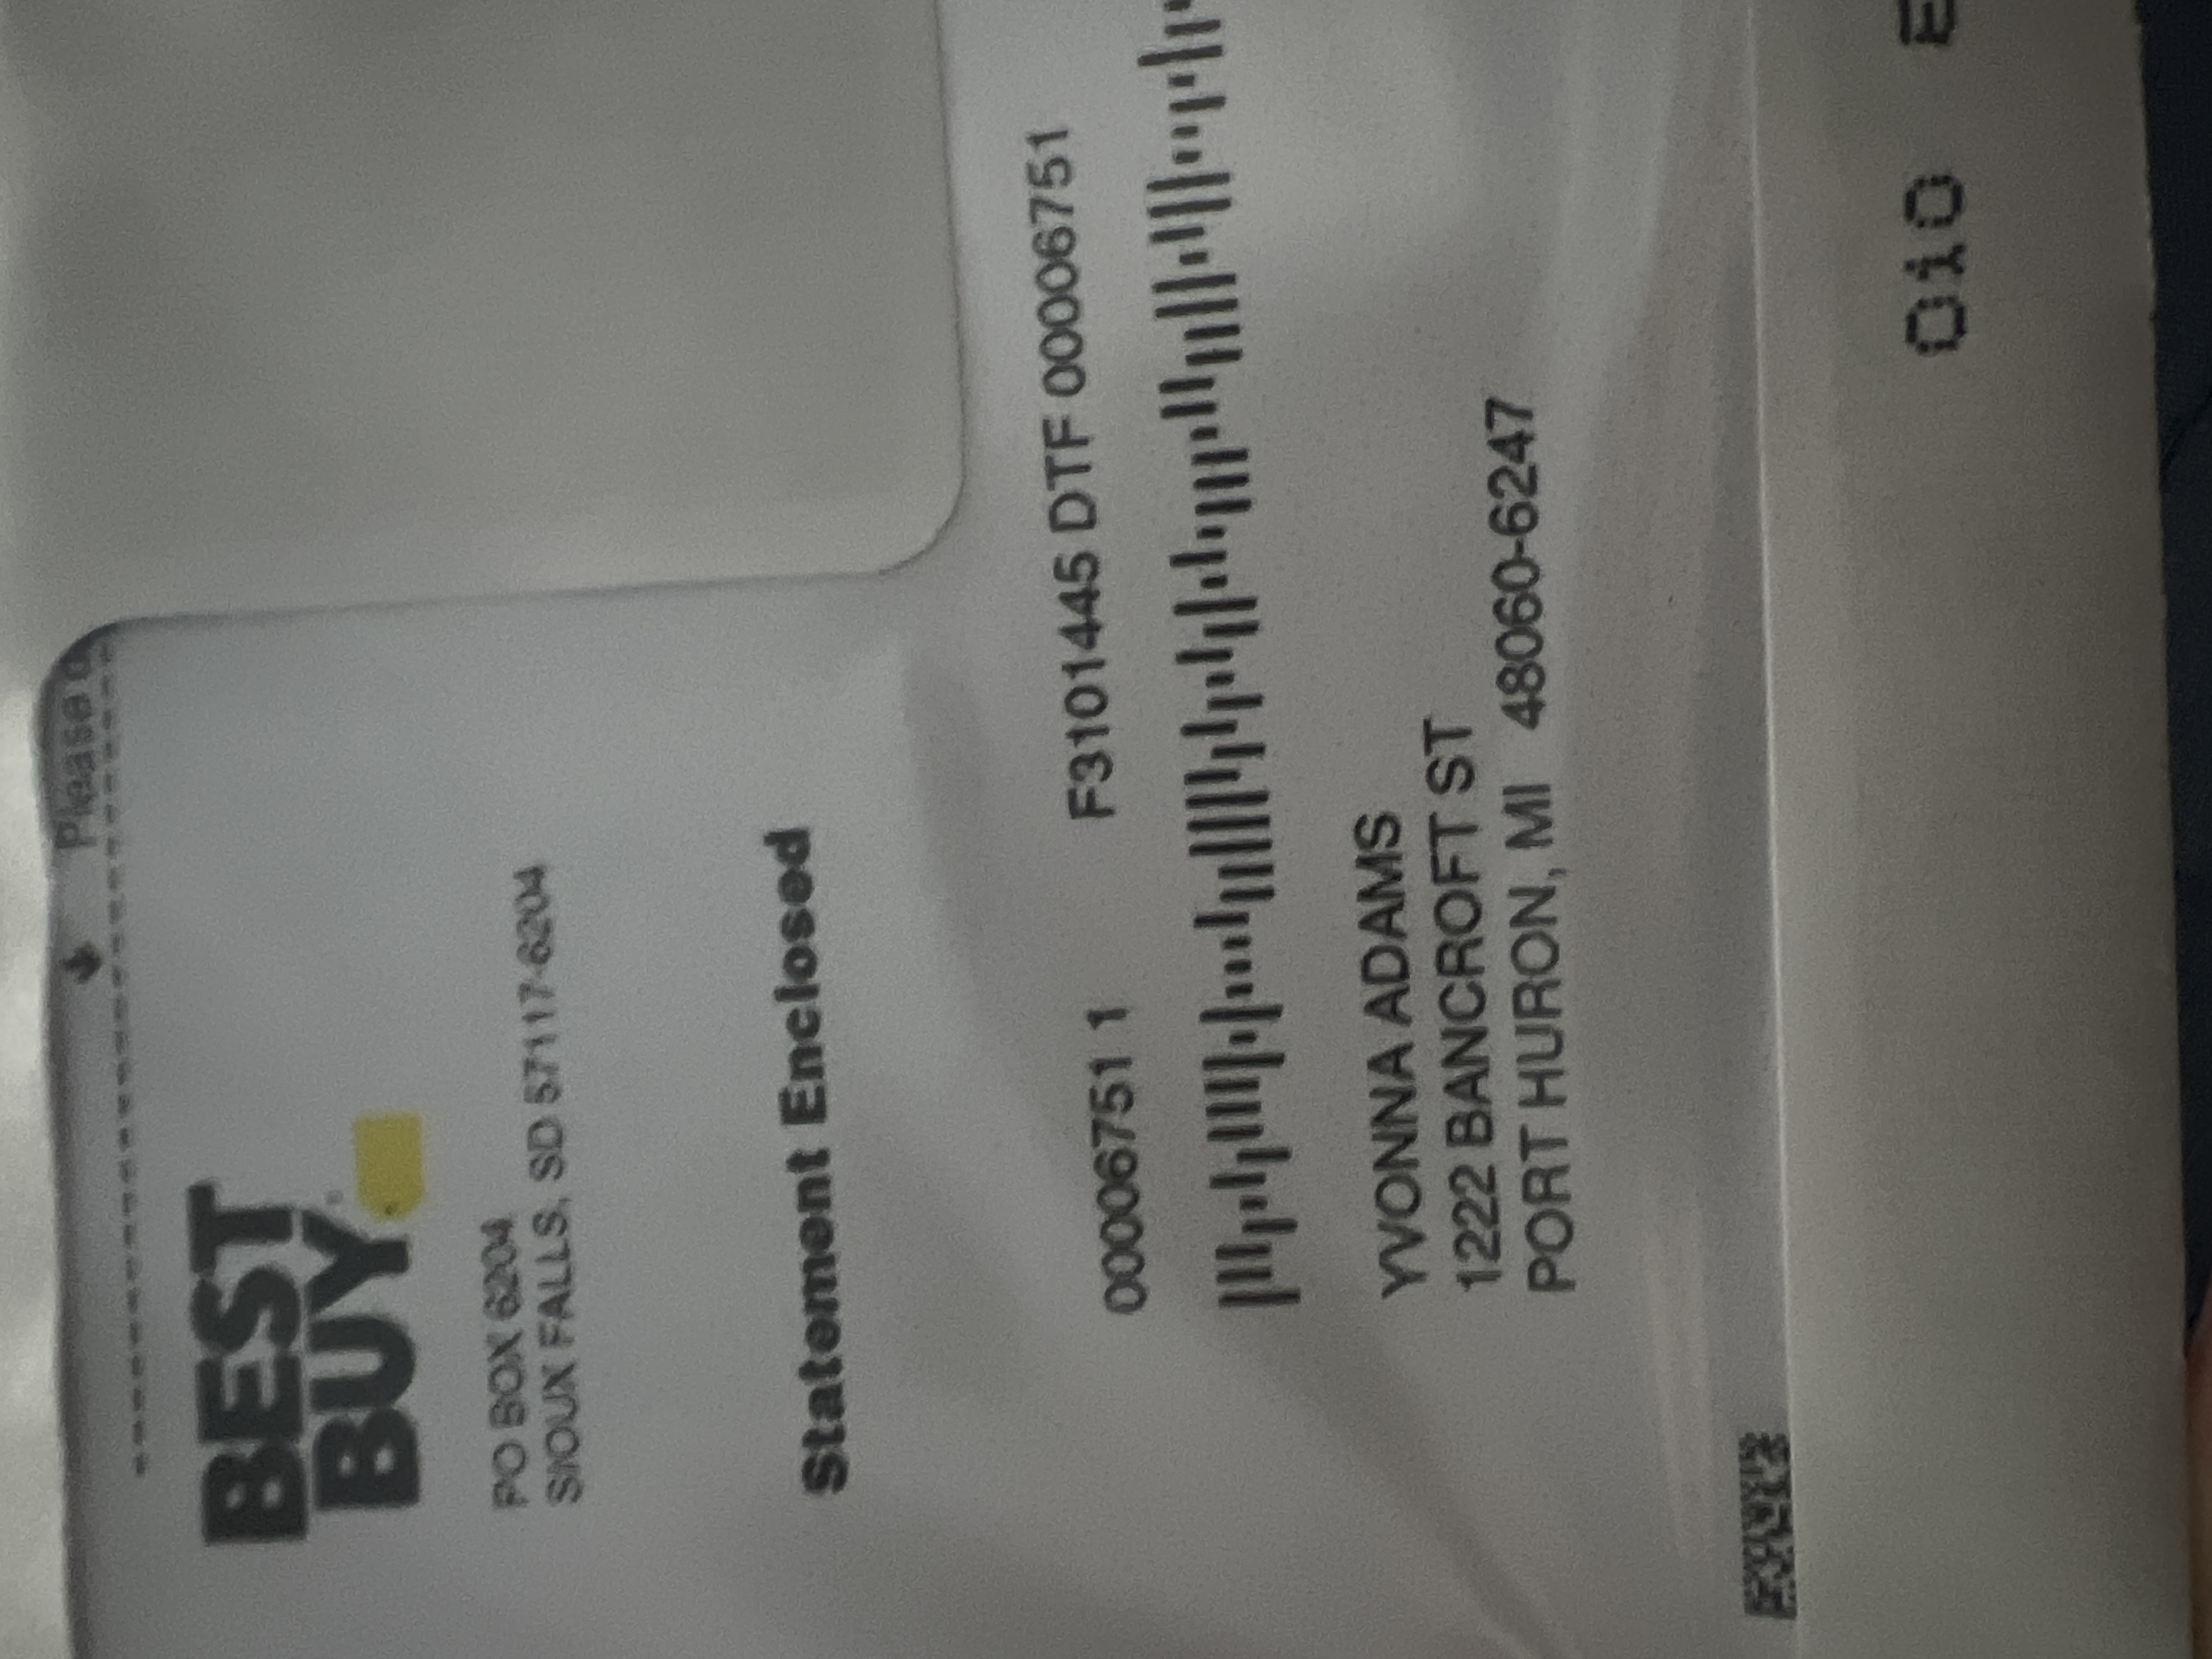 Please
BEST
BUY
PO BOX 6204
SIOUX FALLS, SD 57117-6204
Statement Enclosed
00006751 1 F3101445 DTF 00006751
YVONNA ADAMS
1222 BANCROFT ST
PORT HURON, MI 48060-6247
010